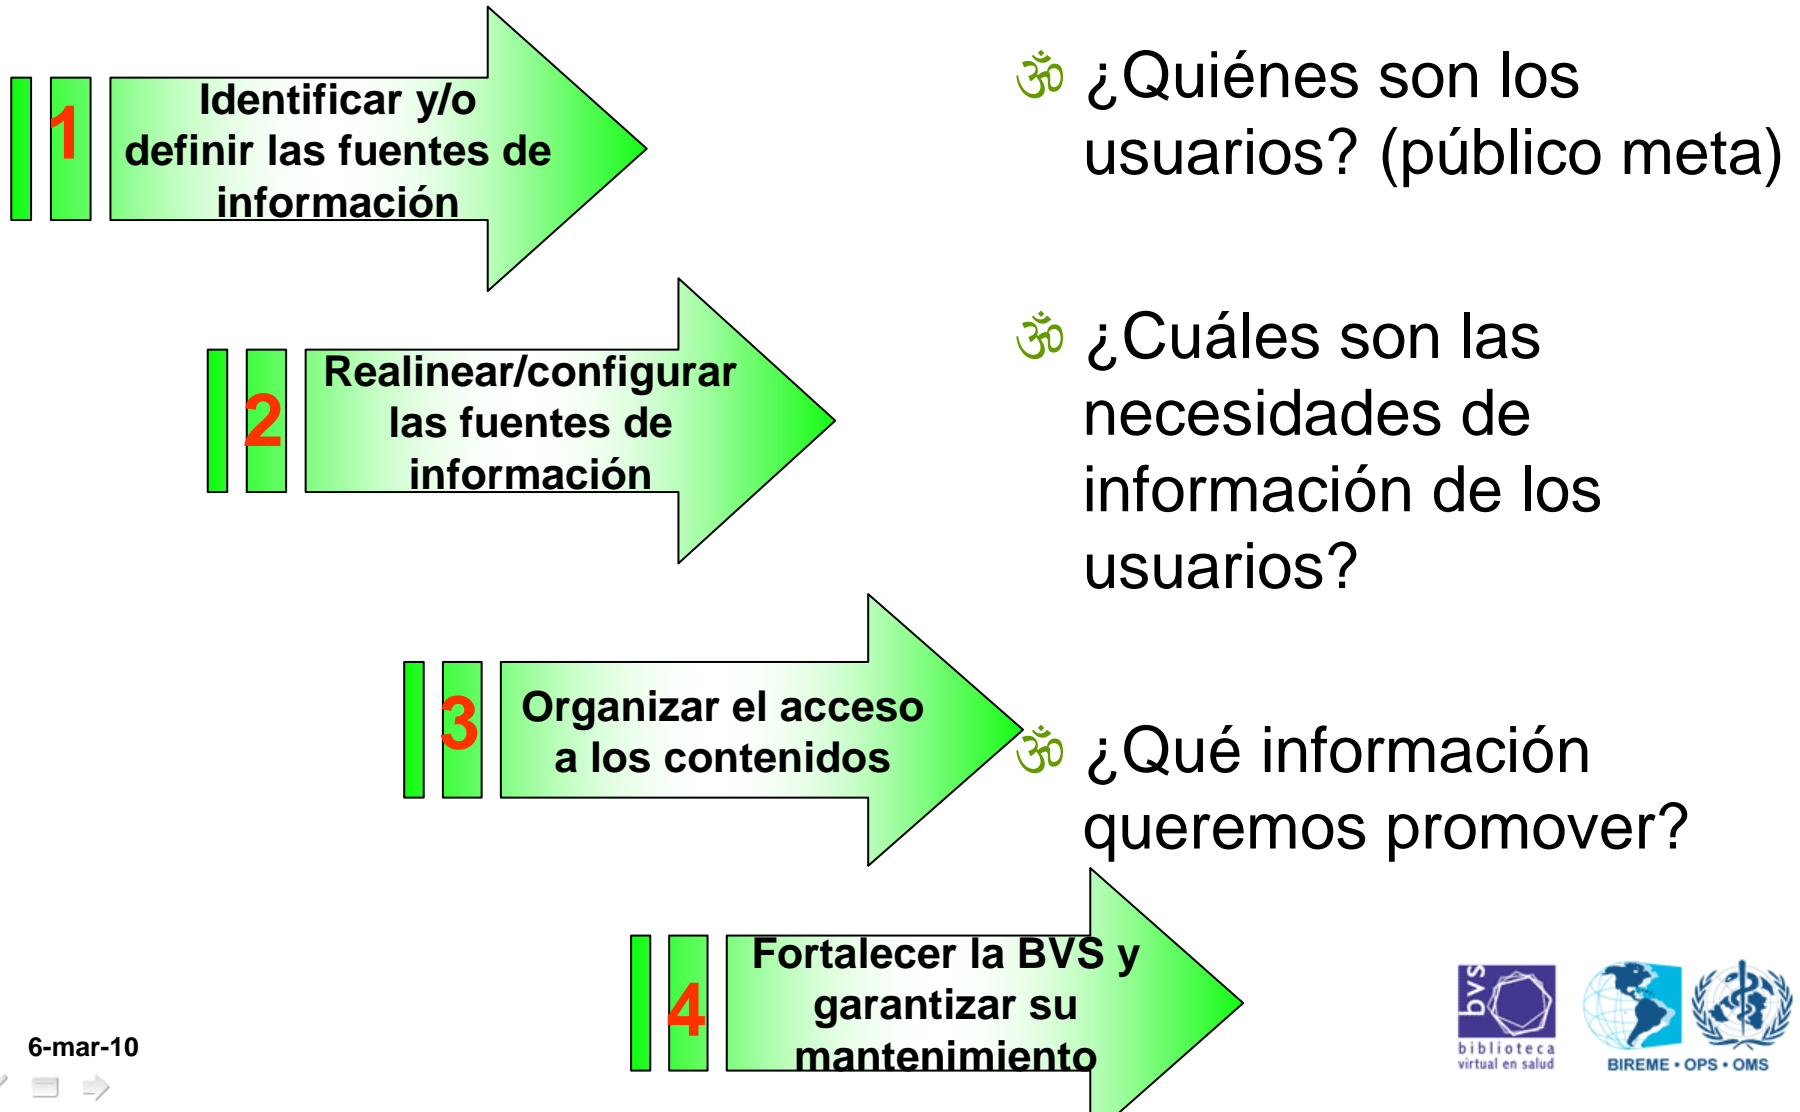 1
Identificar y/o
definir las fuentes de
información
2
Realinear/configurar
las fuentes de
información
3
Organizar el acceso
a los contenidos
4
Fortalecer la BVS y
garantizar su
mantenimiento
ॐ ¿Quiénes son los
usuarios? (público meta)
ॐ ¿Cuáles son las
necesidades de
información de los
usuarios?
ॐ ¿Qué información
queremos promover?
6-mar-10
bvs
biblioteca
virtual en salud
BIREME • OPS • OMS